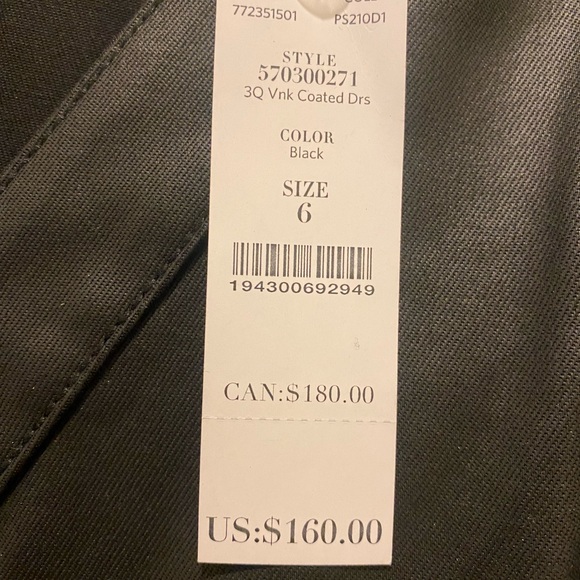 772351501 PS210D1
STYLE
570300271
3Q Vnk Coated Drs
COLOR
Black
SIZE
6
194300692949
CAN:$180.00
US:$160.00